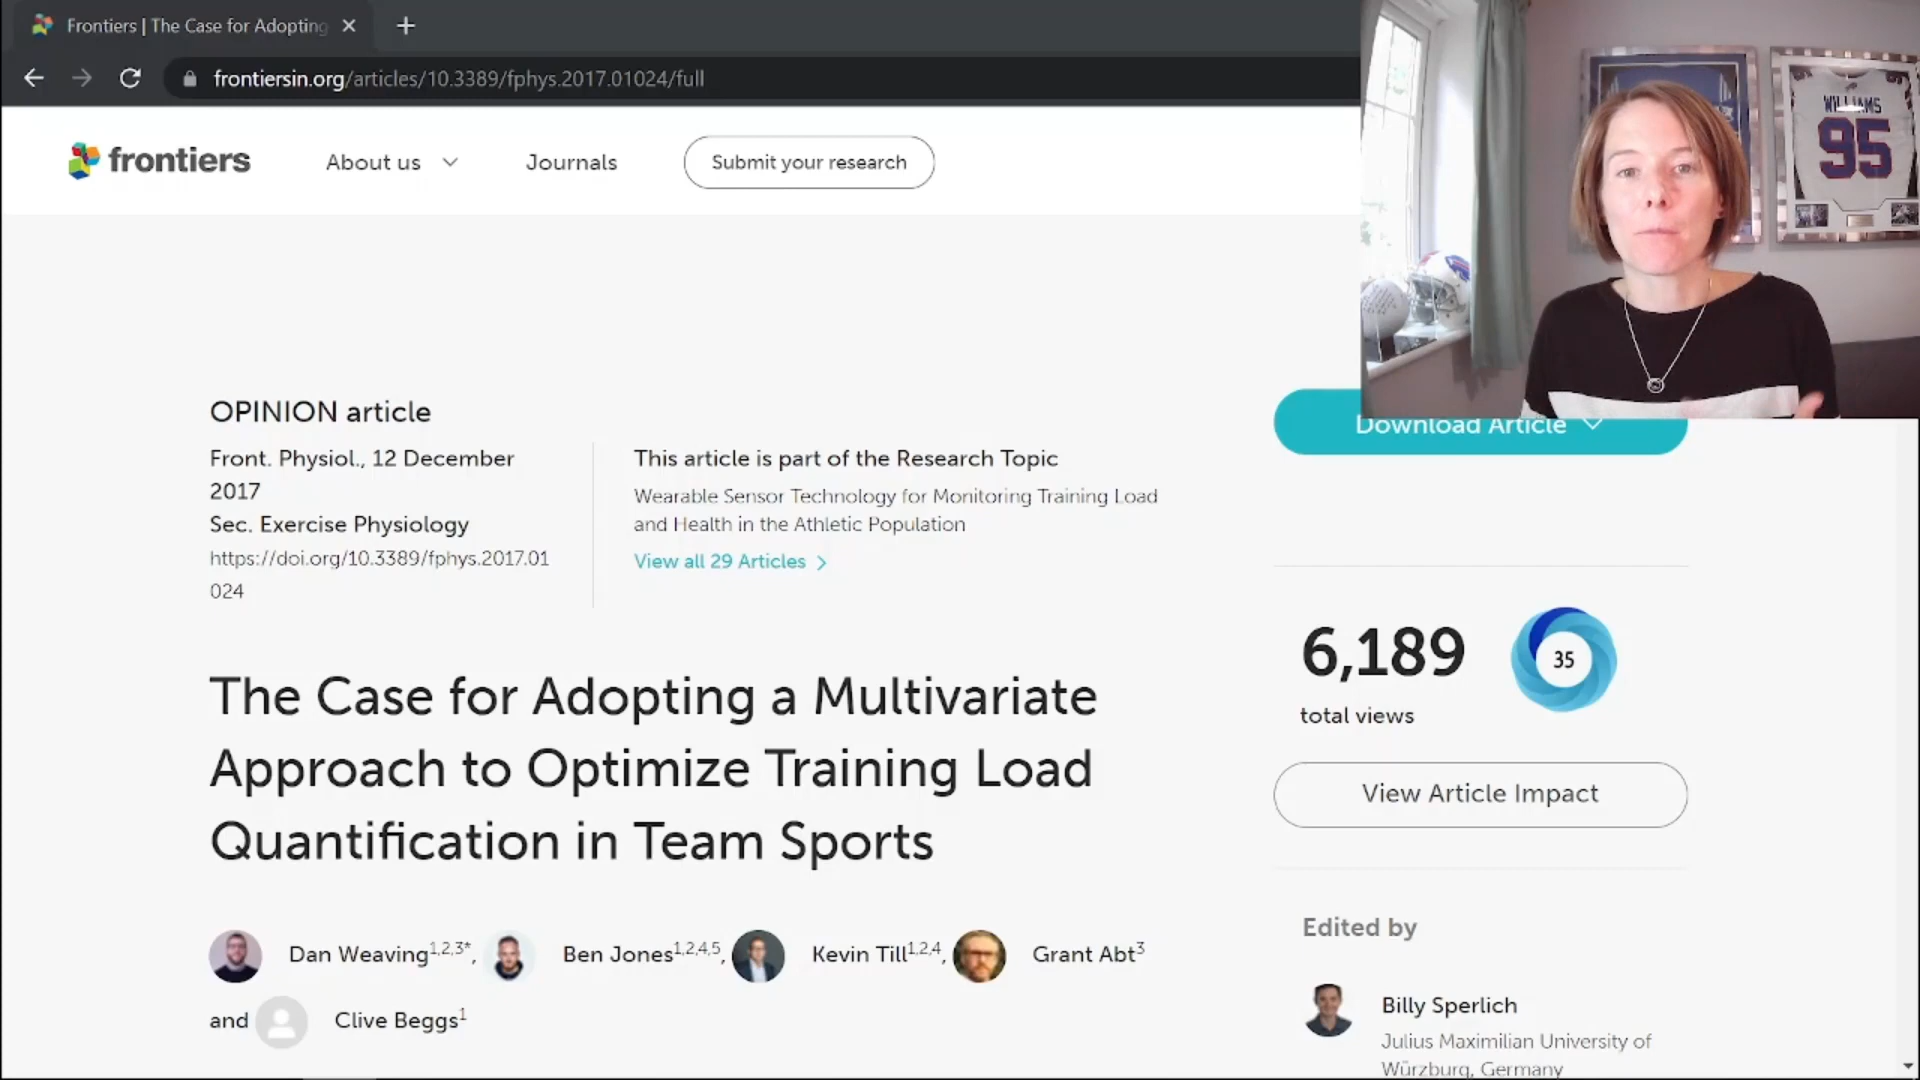 Frontiers | The Case for Adopting
frontiersin.org/articles/10.3389/fphys.2017.01024/full
frontiers
About us
Journals
Submit your research
WILLIAMS
95
OPINION article
Front. Physiol., 12 December
2017
Sec. Exercise Physiology
https://doi.org/10.3389/fphys.2017.01
024
This article is part of the Research Topic
Wearable Sensor Technology for Monitoring Training Load
and Health in the Athletic Population
View all 29 Articles
Download Article
The Case for Adopting a Multivariate
Approach to Optimize Training Load
Quantification in Team Sports
6,189
total views
35
View Article Impact
Dan Weaving1,2,3*, Ben Jones1,2,4,5, Kevin Till1,2,4, Grant Abt3
and Clive Beggs1
Edited by
Billy Sperlich
Julius Maximilian University of
Würzburg, Germany